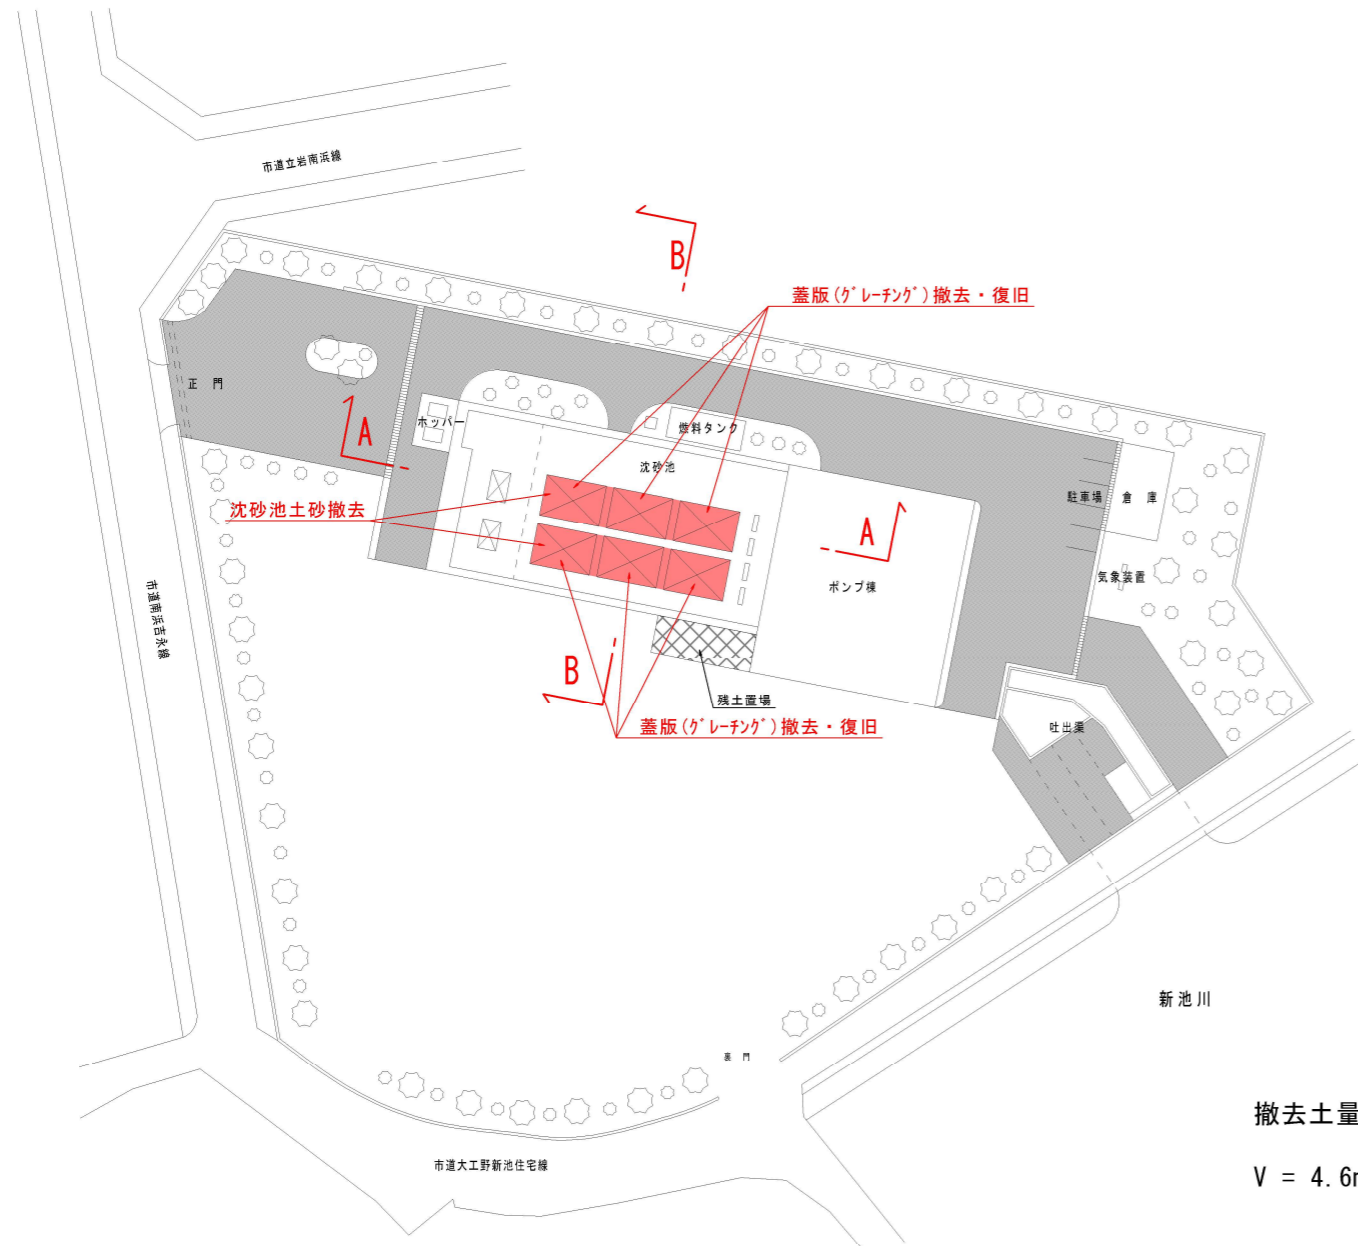 市道立岩南浜線
B
蓋版(グレーチング)撤去・復旧
正　門
A
ホッパー
燃料タンク
沈砂池
沈砂池土砂撤去
駐車場
倉　庫
A
気象装置
ポンプ棟
市道南浜吉永線
B
残土置場
蓋版(グレーチング)撤去・復旧
吐出渠
新池川
裏　門
撤去土量
V = 4.6
市道大工野新池住宅線